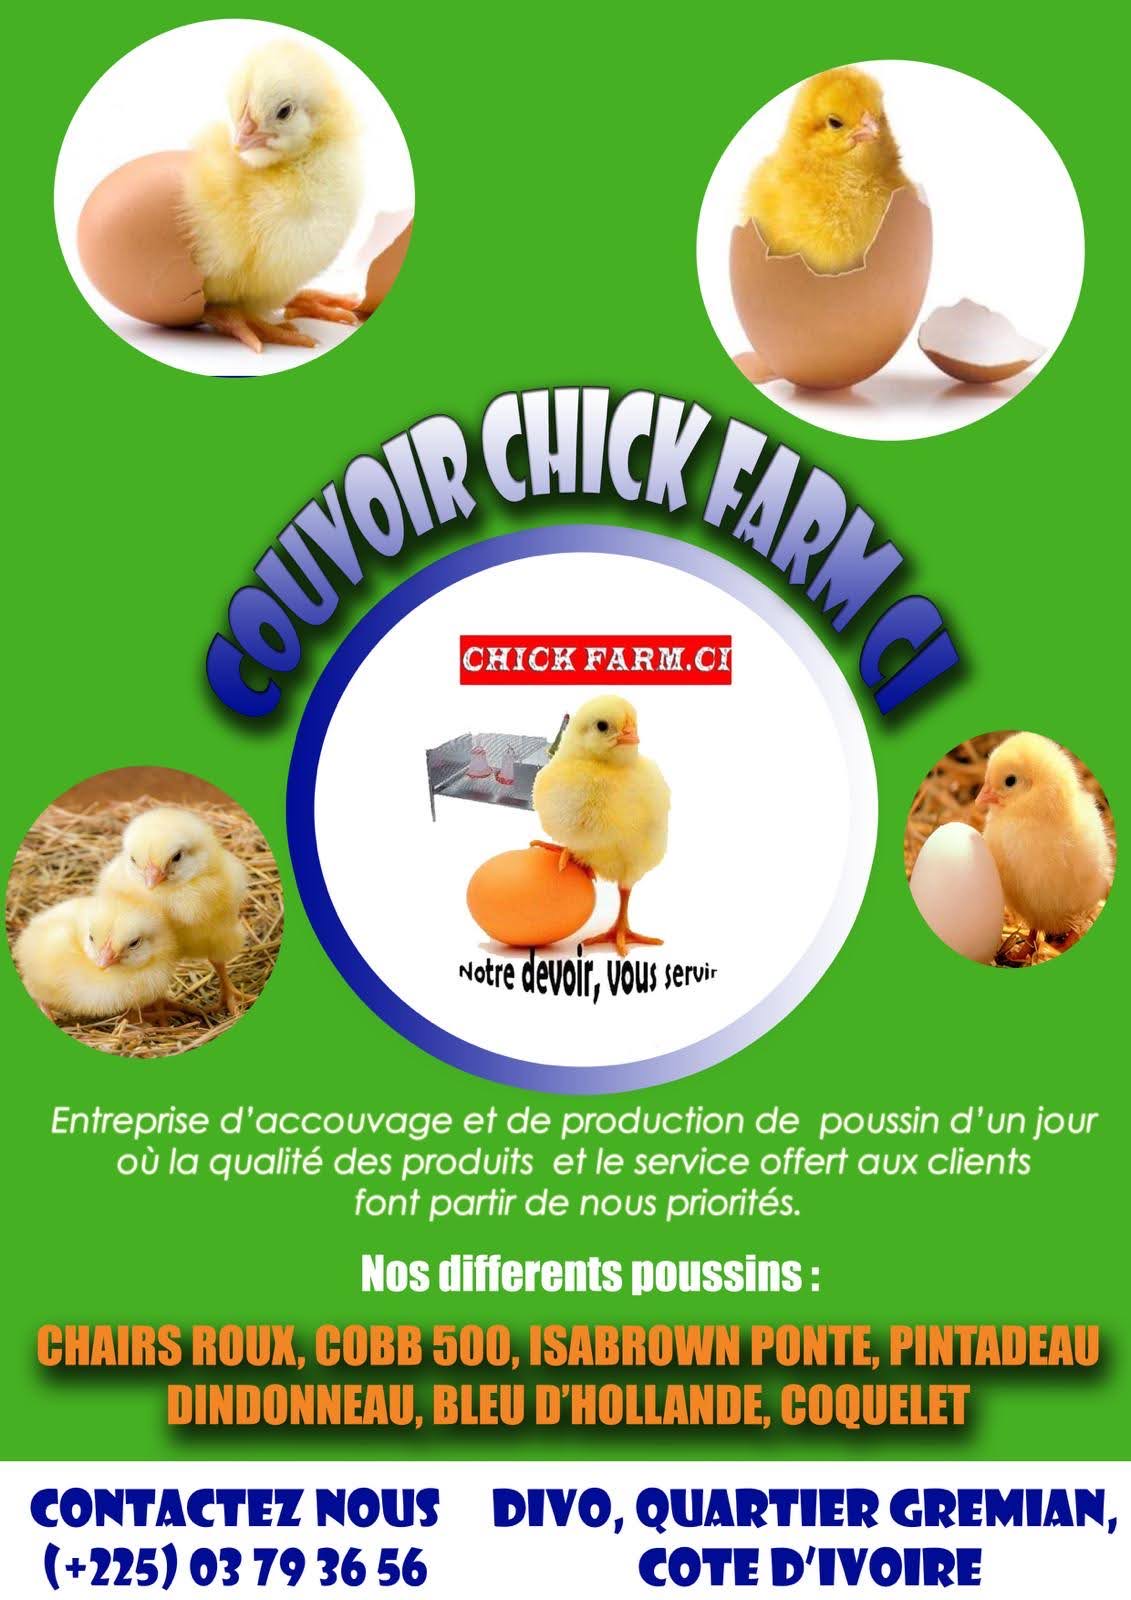 COUVOIR CHICK FARM CI
CHICK FARM.CI
Notre devoir, vous servir
Entreprise d'accouvage et de production de poussin d'un jour
où la qualité des produits et le service offert aux clients
font partir de nous priorités.
Nos differents poussins :
CHAIRS ROUX, COBB 500, ISABROWN PONTE, PINTADEAU
DINDONNEAU, BLEU D'HOLLANDE, COQUELET
CONTACTEZ NOUS
(+225) 03 79 36 56
DIVO, QUARTIER GREMIAN,
COTE D'IVOIRE